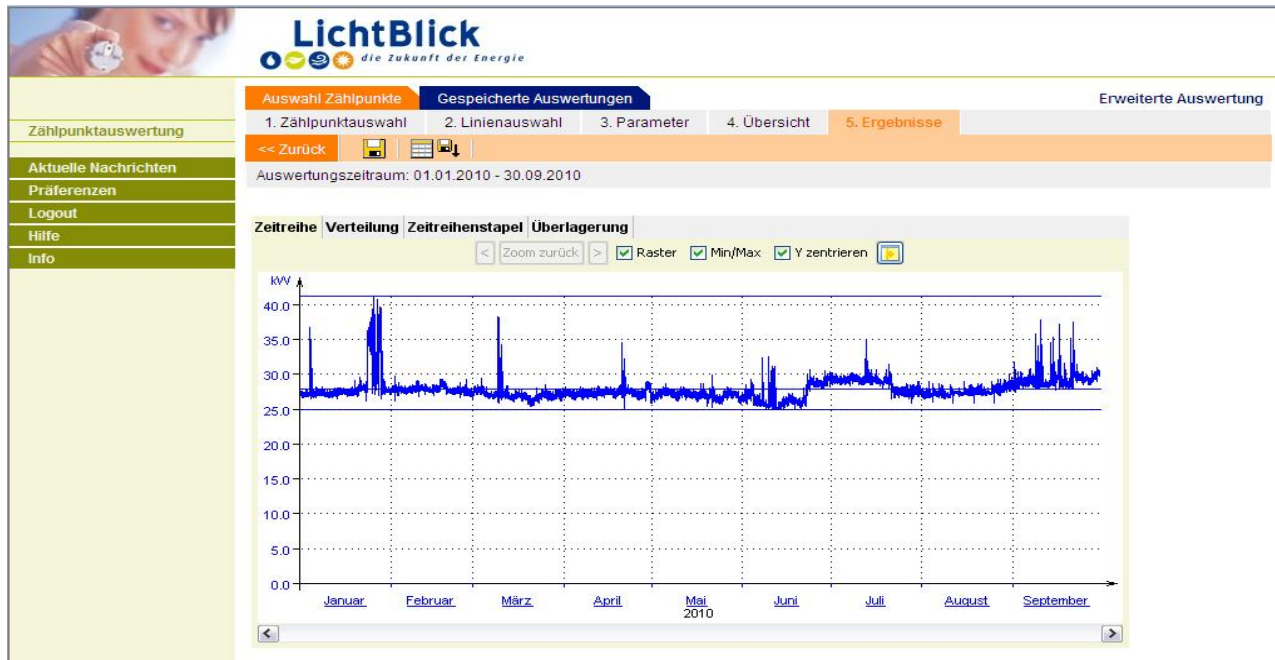 LichtBlick
die Zukunft der Energie
Auswahl Zählpunkte Gespeicherte Auswertungen Erweiterte Auswertung
1. Zählpunktauswahl 2. Linienauswahl 3. Parameter 4. Übersicht 5. Ergebnisse
<< Zurück
Auswertungszeitraum: 01.01.2010 - 30.09.2010
Zählpunktauswertung
Aktuelle Nachrichten
Präferenzen
Logout
Hilfe
Info
Zeitreihe Verteilung Zeitreihenstapel Überlagerung
< Zoom zurück > Raster Min/Max Y zentrieren
kW
40.0
35.0
30.0
25.0
20.0
15.0
10.0
5.0
0.0
Januar Februar März April Mai Juni Juli August September
2010